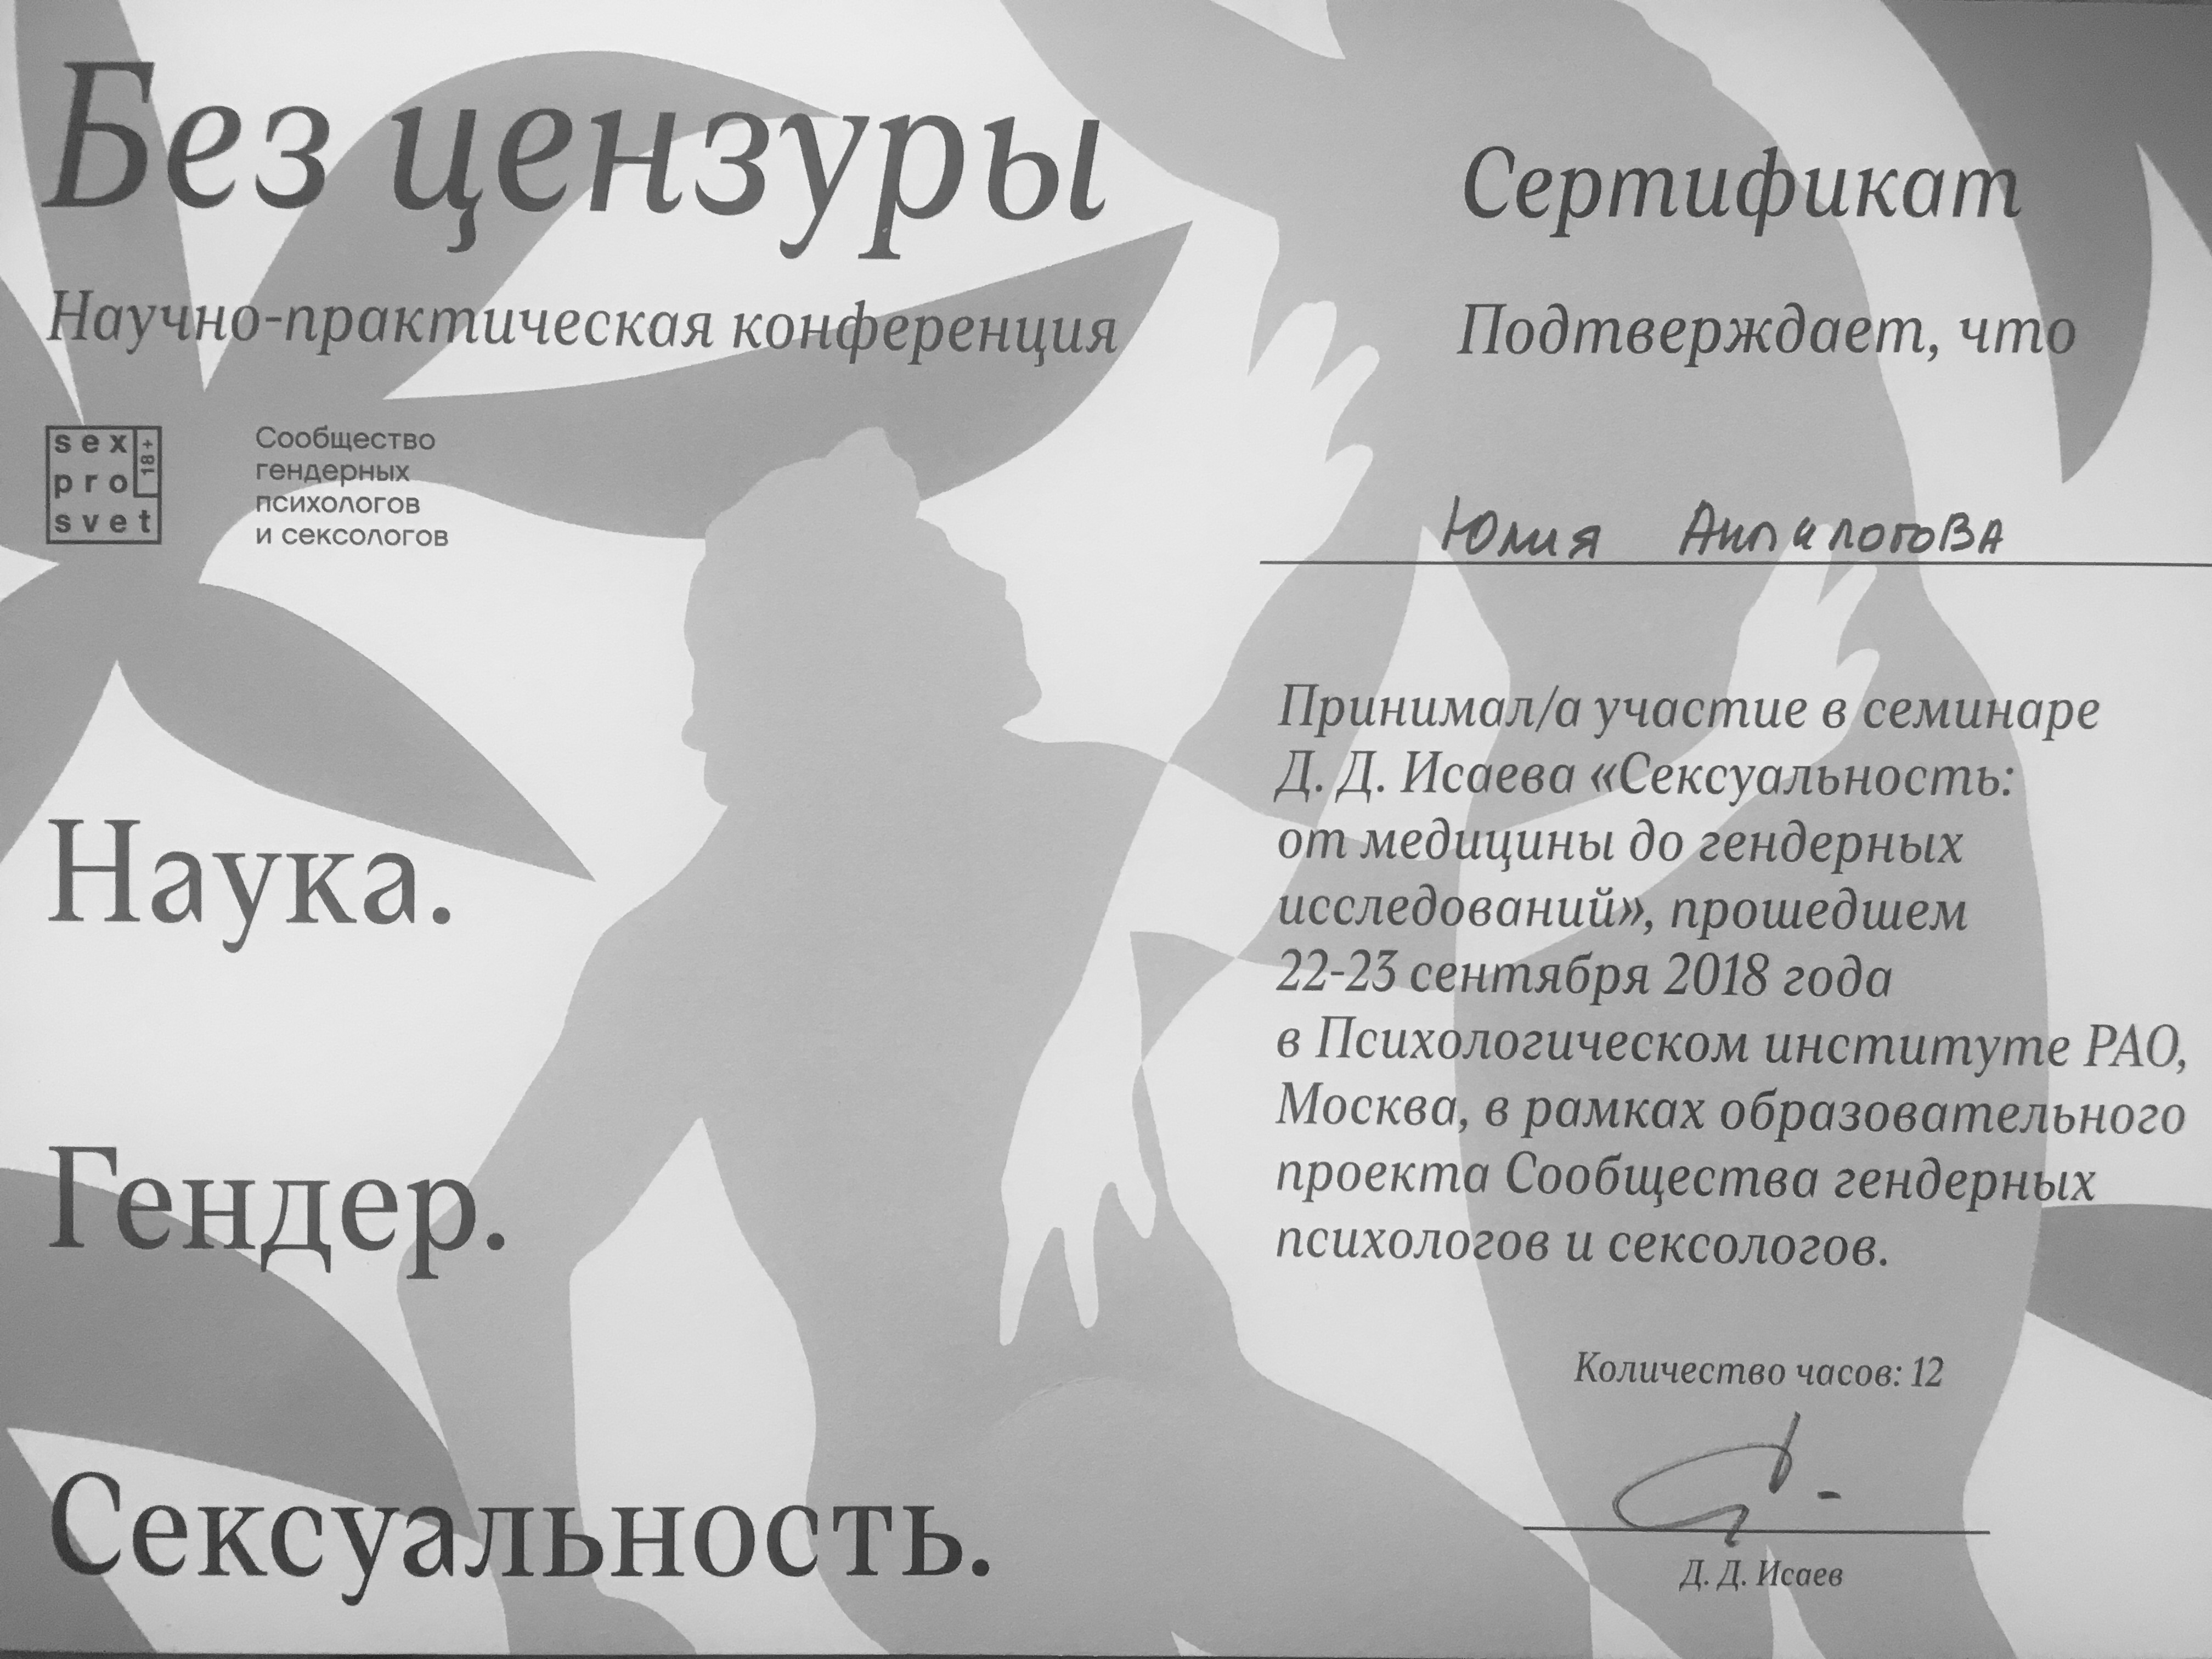 Без цензуры
Научно-практическая конференция
sex
pro
svet
18+
Сообщество
гендерных
психологов
и сексологов
Наука.
Гендер.
Сексуальность.
Сертификат
Подтверждает, что
Юлия Анпилогова
Принимал/а участие в семинаре
Д. Д. Исаева «Сексуальность:
от медицины до гендерных
исследований», прошедшем
22-23 сентября 2018 года
в Психологическом институте РАО,
Москва, в рамках образовательного
проекта Сообщества гендерных
психологов и сексологов.
Количество часов: 12
Д. Д. Исаев